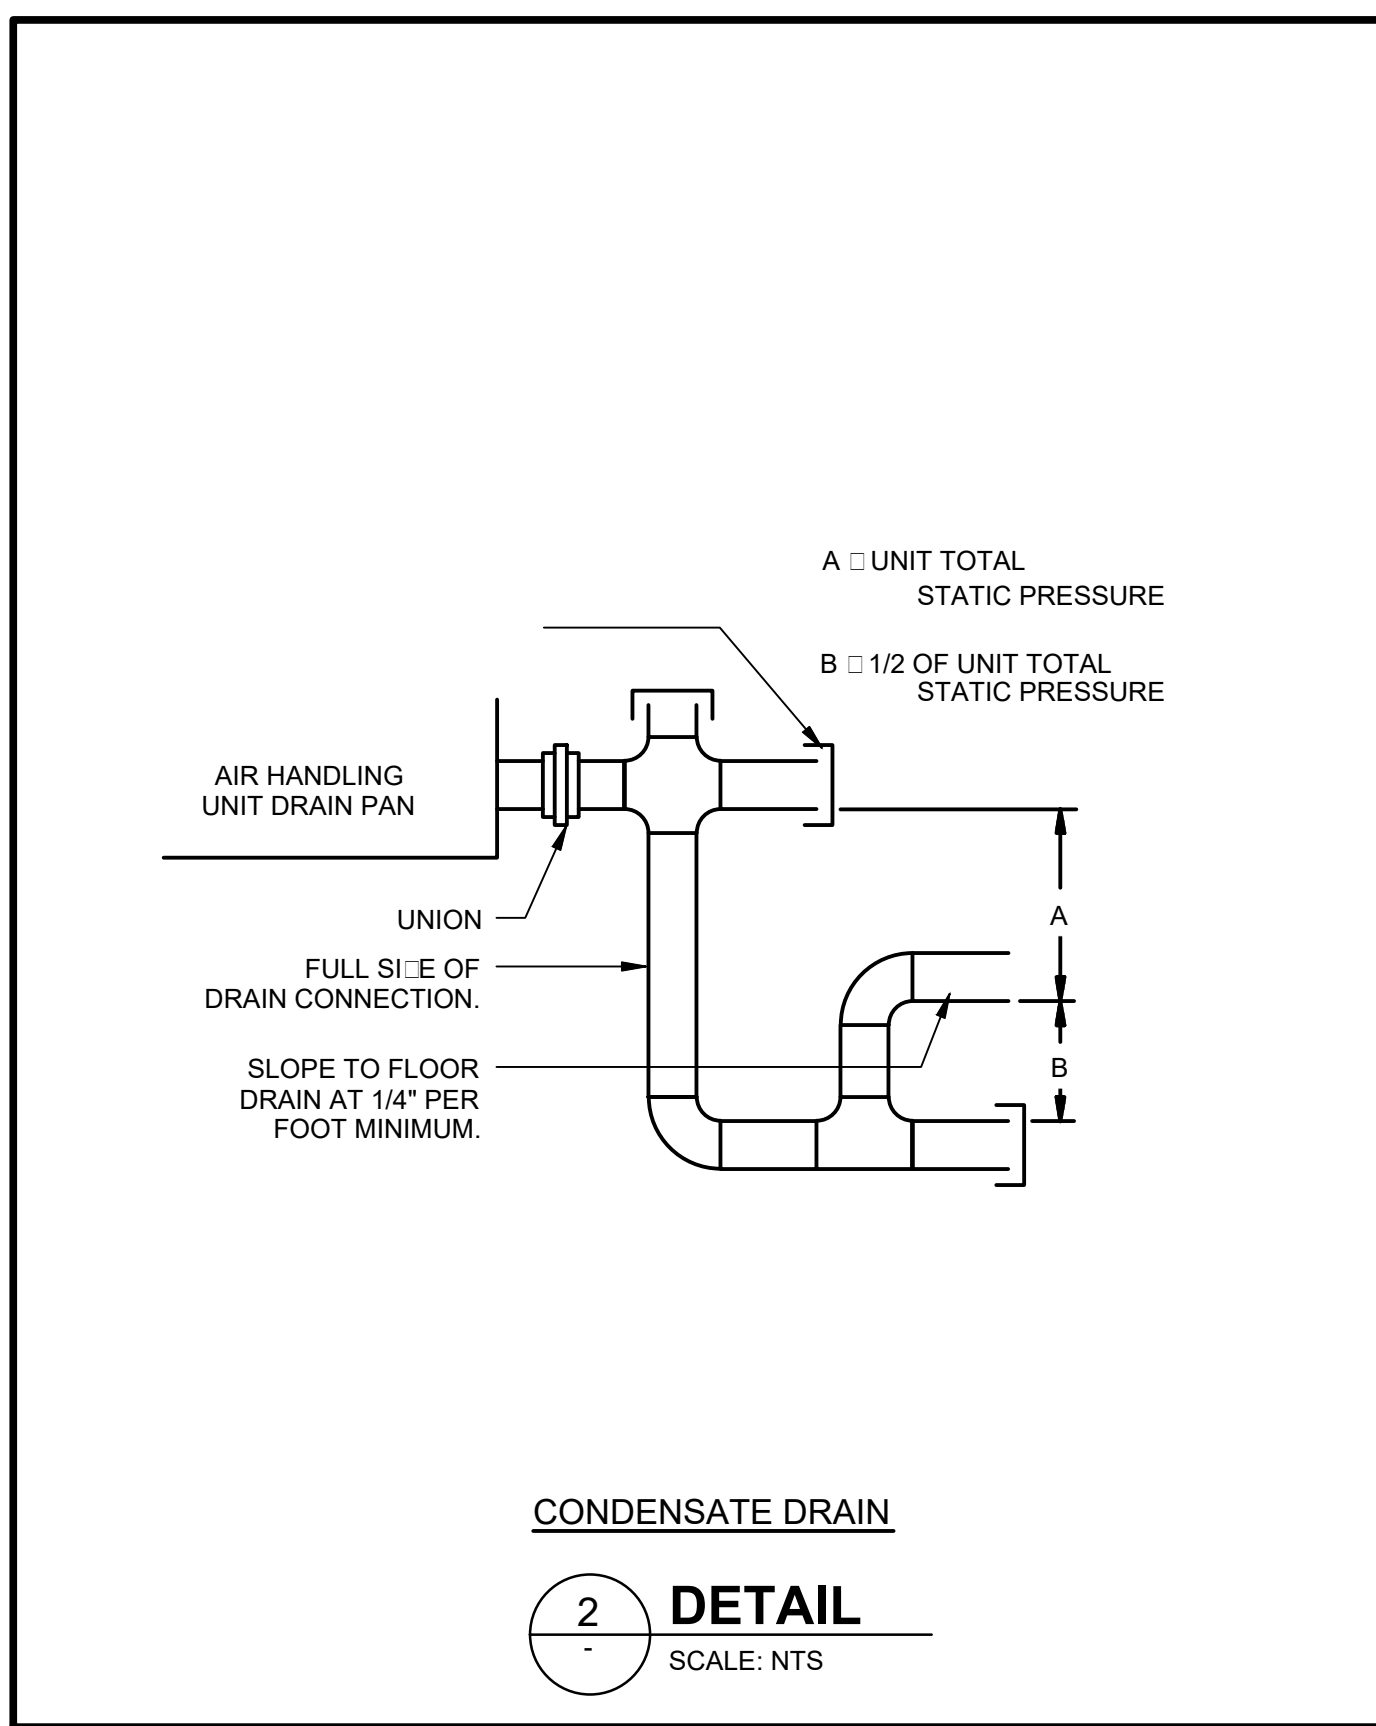 A □ UNIT TOTAL
STATIC PRESSURE
B □ 1/2 OF UNIT TOTAL
STATIC PRESSURE
AIR HANDLING
UNIT DRAIN PAN
UNION
FULL SI□E OF
DRAIN CONNECTION.
SLOPE TO FLOOR
DRAIN AT 1/4" PER
FOOT MINIMUM.
A
B
CONDENSATE DRAIN
2
-
DETAIL
SCALE: NTS